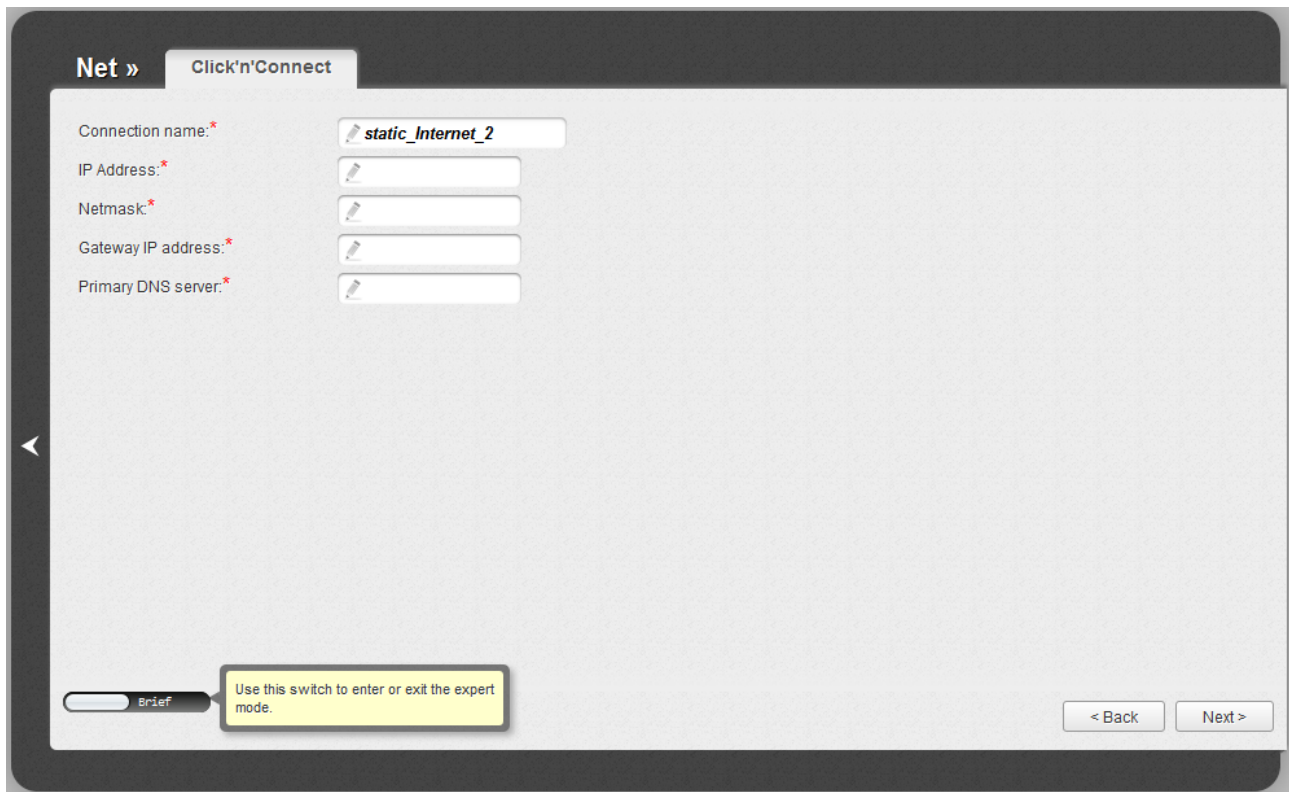 Net » Click'n'Connect
Connection name:* static_Internet_2
IP Address:*
Netmask:*
Gateway IP address:*
Primary DNS server:*
Brief
Use this switch to enter or exit the expert
mode.
< Back Next >